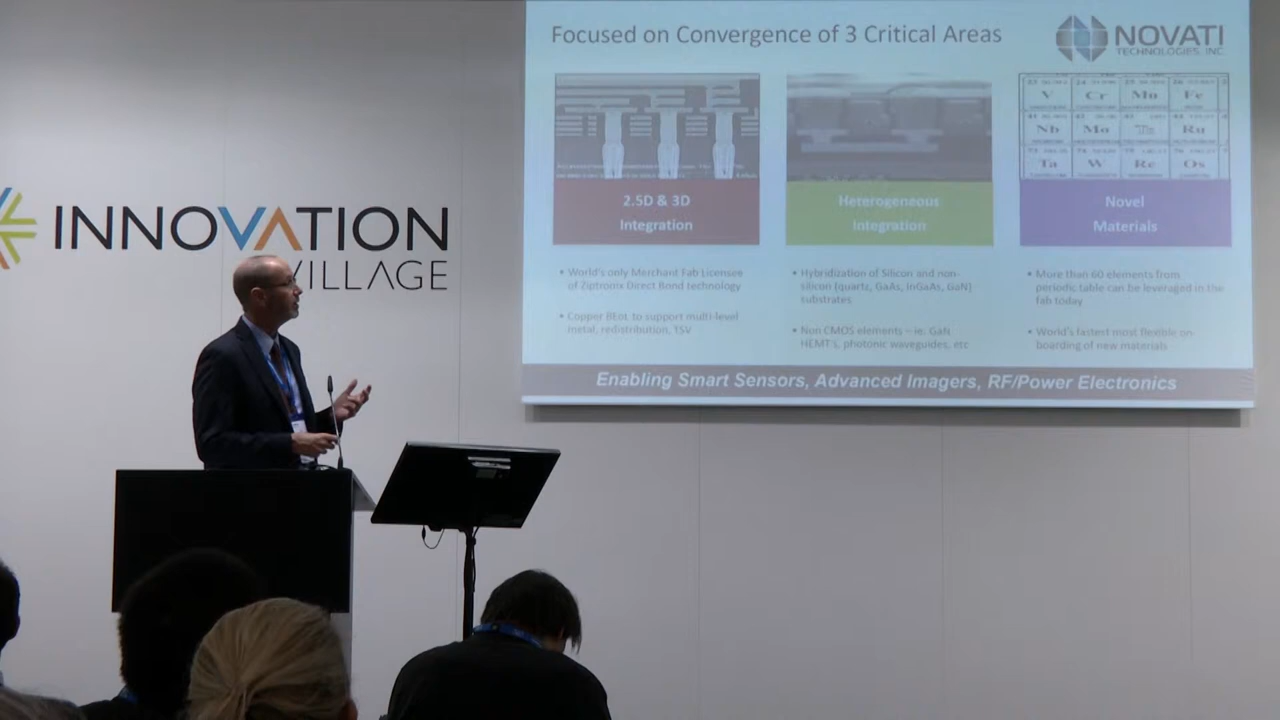 INNOVATION
VILLAGE
Focused on Convergence of 3 Critical Areas
NOVATI
TECHNOLOGIES, INC.
V Cr Mn Fe
Nb Mo Tc Ru
Ta W Re Os
2.5D & 3D
Integration
Heterogeneous
Integration
Novel
Materials
• World's only Merchant Fab Licensee
of Ziptronix Direct Bond technology
• Copper BEoL to support multi-level
metal, redistribution, TSV
• Hybridization of Silicon and non-
silicon (quartz, GaAs, InGaAs, GaN)
substrates
• Non CMOS elements – ie. GaN
HEMT's, photonic waveguides, etc
• More than 60 elements from
periodic table can be leveraged in the
fab today
• World's fastest most flexible on-
boarding of new materials
Enabling Smart Sensors, Advanced Imagers, RF/Power Electronics